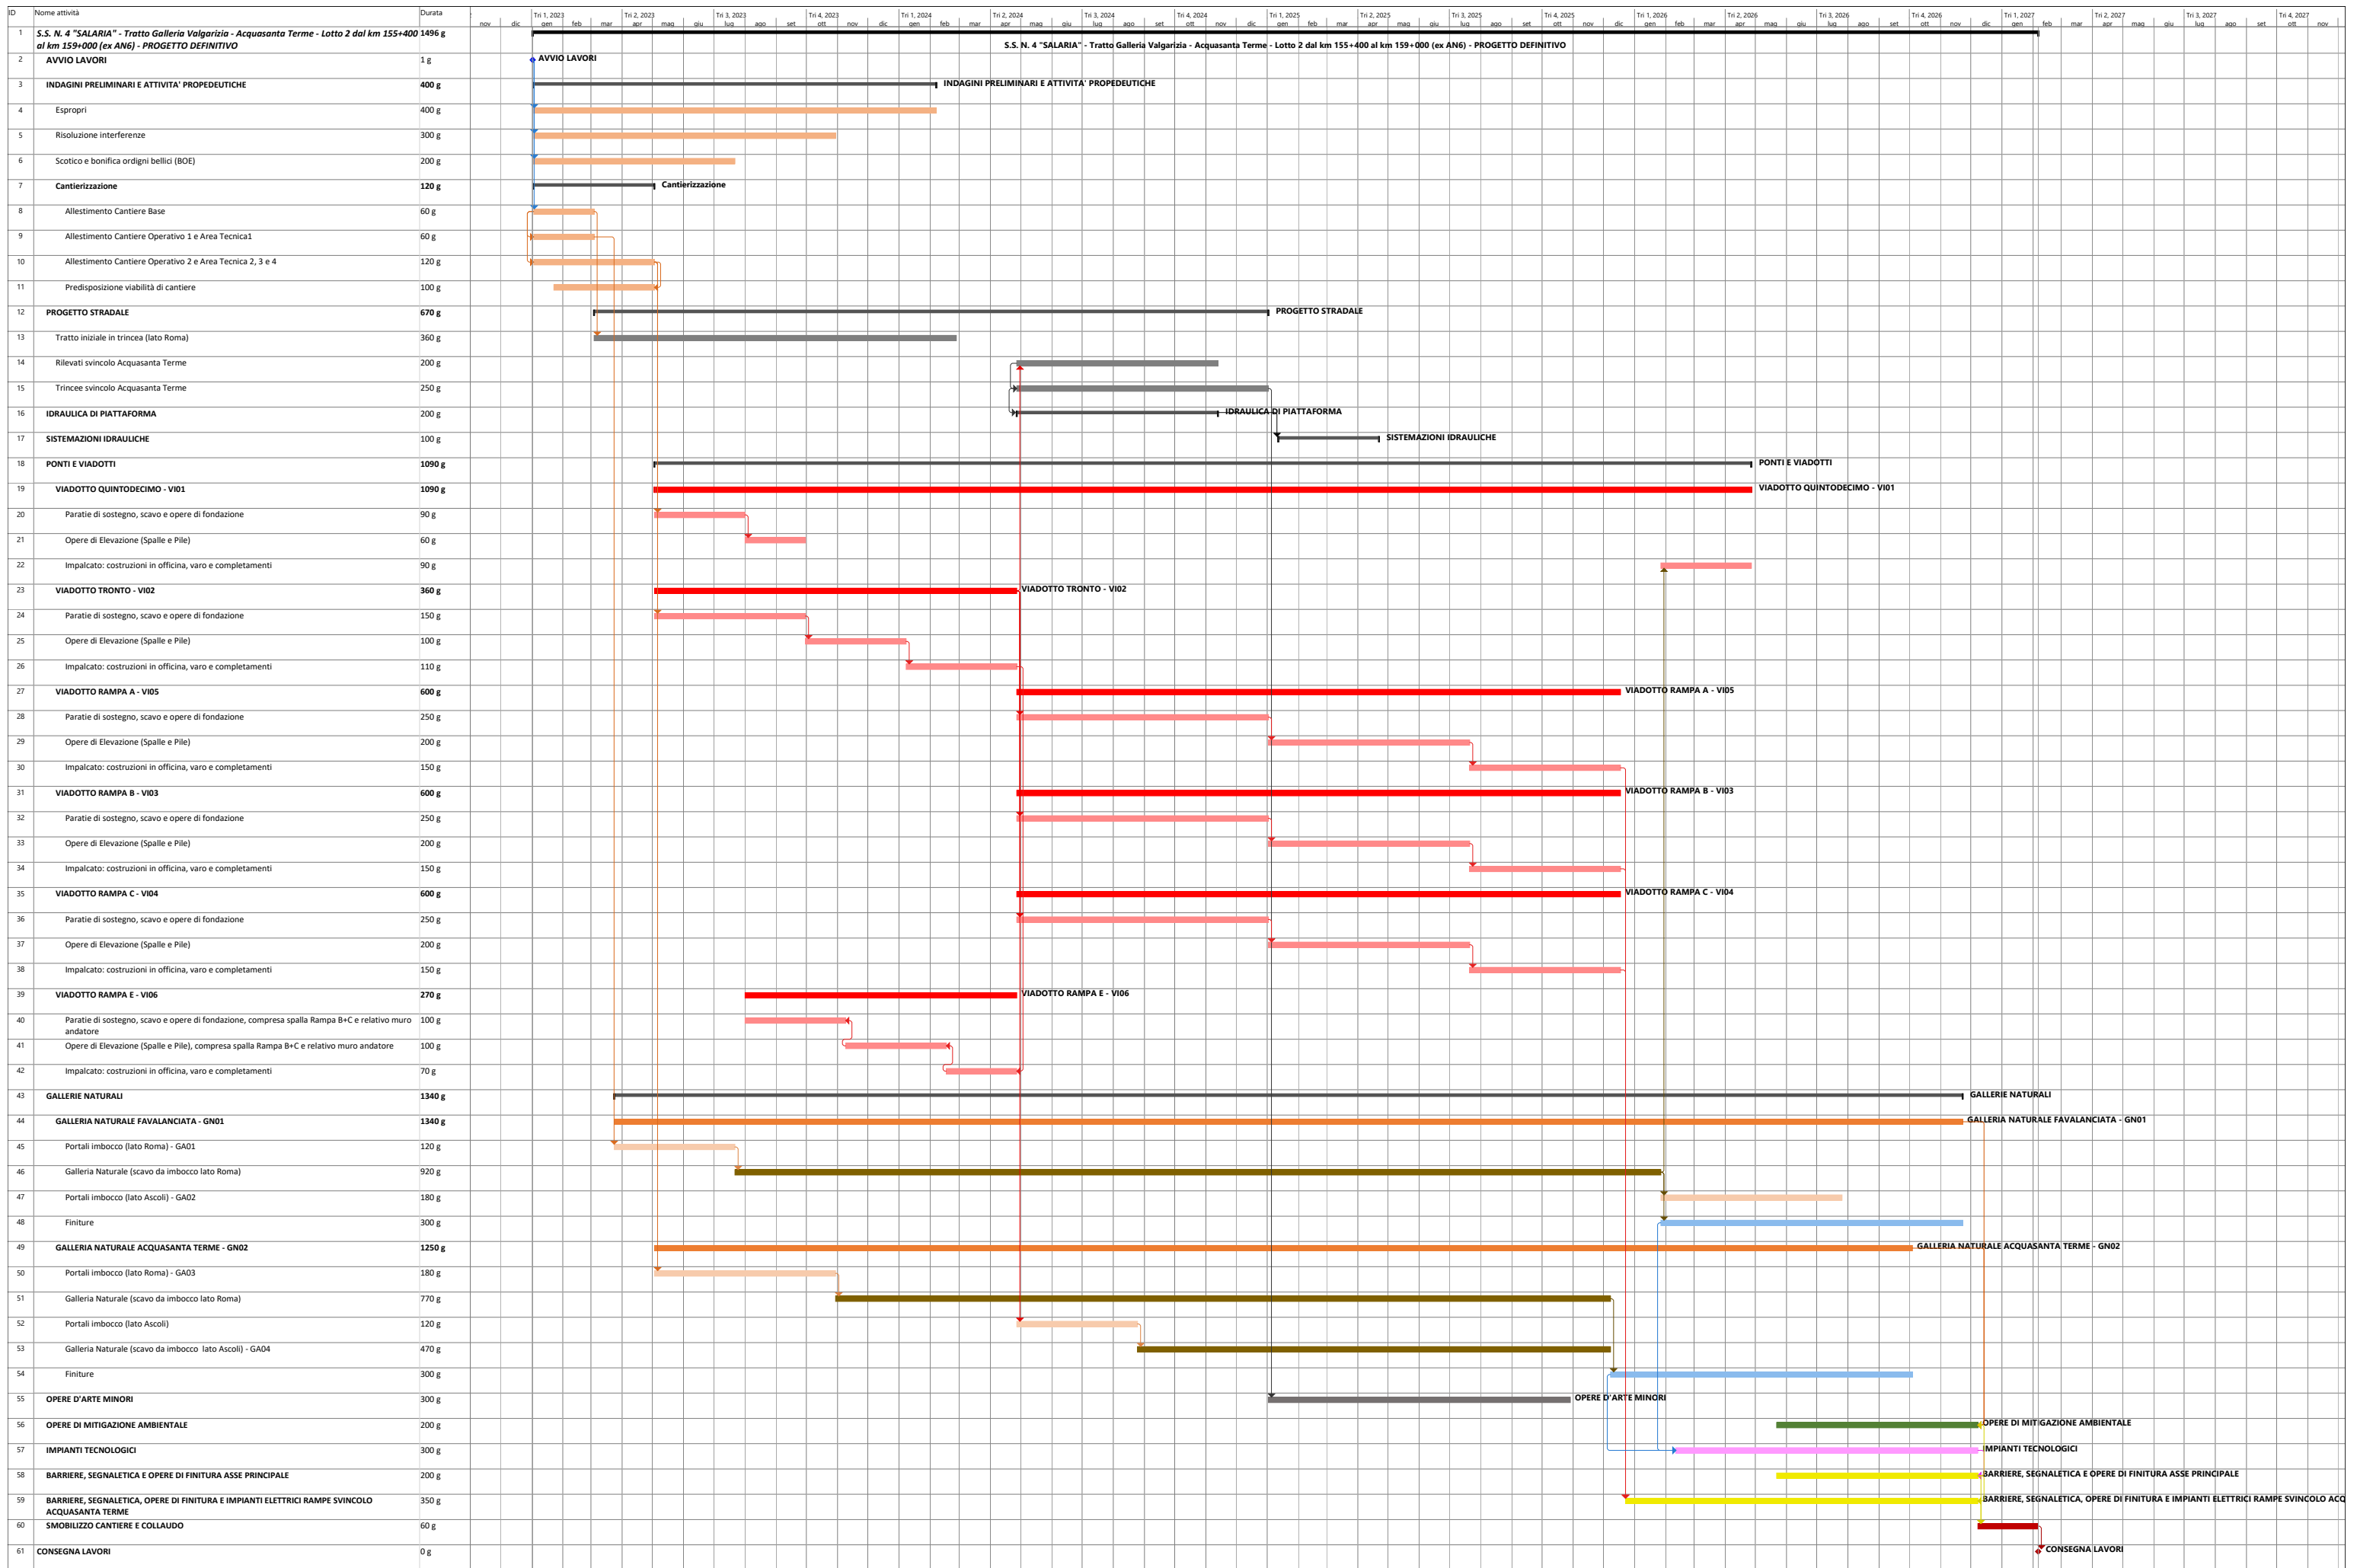 ID Nome attività Durata
Tri 1, 2023 Tri 2, 2023 Tri 3, 2023 Tri 4, 2023 Tri 1, 2024 Tri 2, 2024 Tri 3, 2024 Tri 4, 2024 Tri 1, 2025 Tri 2, 2025 Tri 3, 2025 Tri 4, 2025 Tri 1, 2026 Tri 2, 2026 Tri 3, 2026 Tri 4, 2026 Tri 1, 2027 Tri 2, 2027 Tri 3, 2027 Tri 4, 2027
nov dic gen feb mar apr mag giu lug ago set ott nov dic gen feb mar apr mag giu lug ago set ott nov dic gen feb mar apr mag giu lug ago set ott nov dic gen feb mar apr mag giu lug ago set ott nov dic gen feb mar apr mag giu lug ago set ott nov
1 S.S. N. 4 "SALARIA" - Tratto Galleria Valgarizia - Acquasanta Terme - Lotto 2 dal km 155+400 1496 g
al km 159+000 (ex AN6) - PROGETTO DEFINITIVO
S.S. N. 4 "SALARIA" - Tratto Galleria Valgarizia - Acquasanta Terme - Lotto 2 dal km 155+400 al km 159+000 (ex AN6) - PROGETTO DEFINITIVO
2 AVVIO LAVORI 1 g AVVIO LAVORI
3 INDAGINI PRELIMINARI E ATTIVITA' PROPEDEUTICHE 400 g INDAGINI PRELIMINARI E ATTIVITA' PROPEDEUTICHE
4 Espropri 400 g
5 Risoluzione interferenze 300 g
6 Scotico e bonifica ordigni bellici (BOE) 200 g
7 Cantierizzazione 120 g Cantierizzazione
8 Allestimento Cantiere Base 60 g
9 Allestimento Cantiere Operativo 1 e Area Tecnica1 60 g
10 Allestimento Cantiere Operativo 2 e Area Tecnica 2, 3 e 4 120 g
11 Predisposizione viabilità di cantiere 100 g
12 PROGETTO STRADALE 670 g PROGETTO STRADALE
13 Tratto iniziale in trincea (lato Roma) 360 g
14 Rilevati svincolo Acquasanta Terme 200 g
15 Trincee svincolo Acquasanta Terme 250 g
16 IDRAULICA DI PIATTAFORMA 200 g IDRAULICA DI PIATTAFORMA
17 SISTEMAZIONI IDRAULICHE 100 g SISTEMAZIONI IDRAULICHE
18 PONTI E VIADOTTI 1090 g PONTI E VIADOTTI
19 VIADOTTO QUINTODECIMO - VI01 1090 g VIADOTTO QUINTODECIMO - VI01
20 Paratie di sostegno, scavo e opere di fondazione 90 g
21 Opere di Elevazione (Spalle e Pile) 60 g
22 Impalcato: costruzioni in officina, varo e completamenti 90 g
23 VIADOTTO TRONTO - VI02 360 g VIADOTTO TRONTO - VI02
24 Paratie di sostegno, scavo e opere di fondazione 150 g
25 Opere di Elevazione (Spalle e Pile) 100 g
26 Impalcato: costruzioni in officina, varo e completamenti 110 g
27 VIADOTTO RAMPA A - VI05 600 g VIADOTTO RAMPA A - VI05
28 Paratie di sostegno, scavo e opere di fondazione 250 g
29 Opere di Elevazione (Spalle e Pile) 200 g
30 Impalcato: costruzioni in officina, varo e completamenti 150 g
31 VIADOTTO RAMPA B - VI03 600 g VIADOTTO RAMPA B - VI03
32 Paratie di sostegno, scavo e opere di fondazione 250 g
33 Opere di Elevazione (Spalle e Pile) 200 g
34 Impalcato: costruzioni in officina, varo e completamenti 150 g
35 VIADOTTO RAMPA C - VI04 600 g VIADOTTO RAMPA C - VI04
36 Paratie di sostegno, scavo e opere di fondazione 250 g
37 Opere di Elevazione (Spalle e Pile) 200 g
38 Impalcato: costruzioni in officina, varo e completamenti 150 g
39 VIADOTTO RAMPA E - VI06 270 g VIADOTTO RAMPA E - VI06
40 Paratie di sostegno, scavo e opere di fondazione, compresa spalla Rampa B+C e relativo muro 100 g
andatore
41 Opere di Elevazione (Spalle e Pile), compresa spalla Rampa B+C e relativo muro andatore 100 g
42 Impalcato: costruzioni in officina, varo e completamenti 70 g
43 GALLERIE NATURALI 1340 g GALLERIE NATURALI
44 GALLERIA NATURALE FAVALANCIATA - GN01 1340 g GALLERIA NATURALE FAVALANCIATA - GN01
45 Portali imbocco (lato Roma) - GA01 120 g
46 Galleria Naturale (scavo da imbocco lato Roma) 920 g
47 Portali imbocco (lato Ascoli) - GA02 180 g
48 Finiture 300 g
49 GALLERIA NATURALE ACQUASANTA TERME - GN02 1250 g GALLERIA NATURALE ACQUASANTA TERME - GN02
50 Portali imbocco (lato Roma) - GA03 180 g
51 Galleria Naturale (scavo da imbocco lato Roma) 770 g
52 Portali imbocco (lato Ascoli) 120 g
53 Galleria Naturale (scavo da imbocco lato Ascoli) - GA04 470 g
54 Finiture 300 g
55 OPERE D'ARTE MINORI 300 g OPERE D'ARTE MINORI
56 OPERE DI MITIGAZIONE AMBIENTALE 200 g OPERE DI MITIGAZIONE AMBIENTALE
57 IMPIANTI TECNOLOGICI 300 g IMPIANTI TECNOLOGICI
58 BARRIERE, SEGNALETICA E OPERE DI FINITURA ASSE PRINCIPALE 200 g BARRIERE, SEGNALETICA E OPERE DI FINITURA ASSE PRINCIPALE
59 BARRIERE, SEGNALETICA, OPERE DI FINITURA E IMPIANTI ELETTRICI RAMPE SVINCOLO 350 g BARRIERE, SEGNALETICA, OPERE DI FINITURA E IMPIANTI ELETTRICI RAMPE SVINCOLO ACQ
ACQUASANTA TERME
60 SMOBILIZZO CANTIERE E COLLAUDO 60 g
61 CONSEGNA LAVORI 0 g CONSEGNA LAVORI